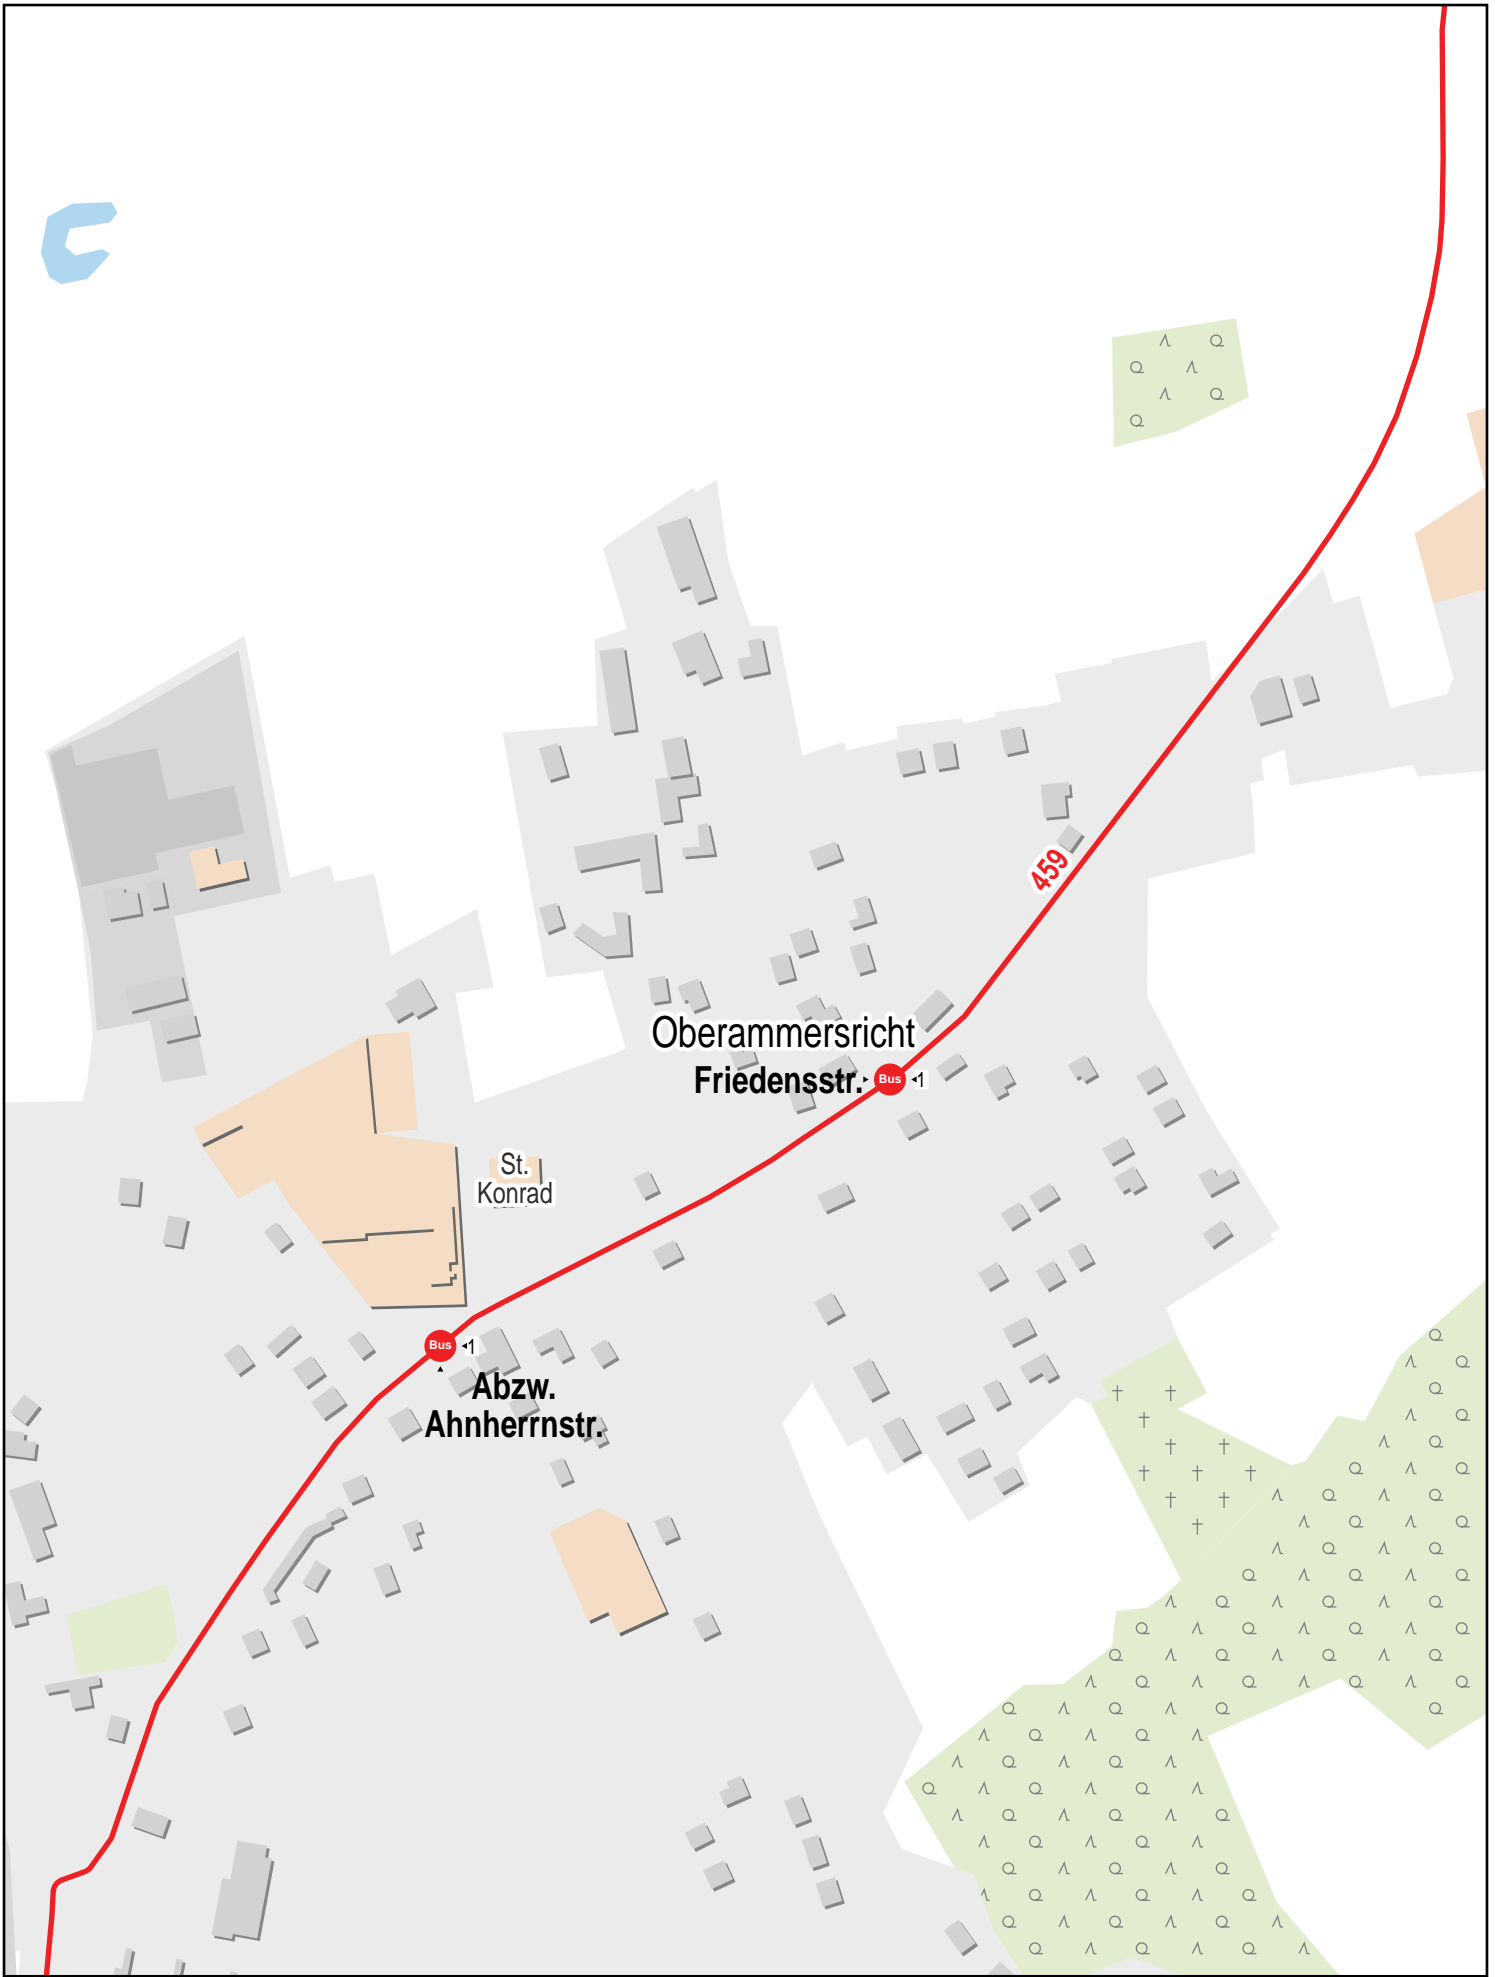 459
Oberammersricht
Friedensstr. Bus 1
St.
Konrad
Bus 1
Abzw.
Ahnherrnstr.